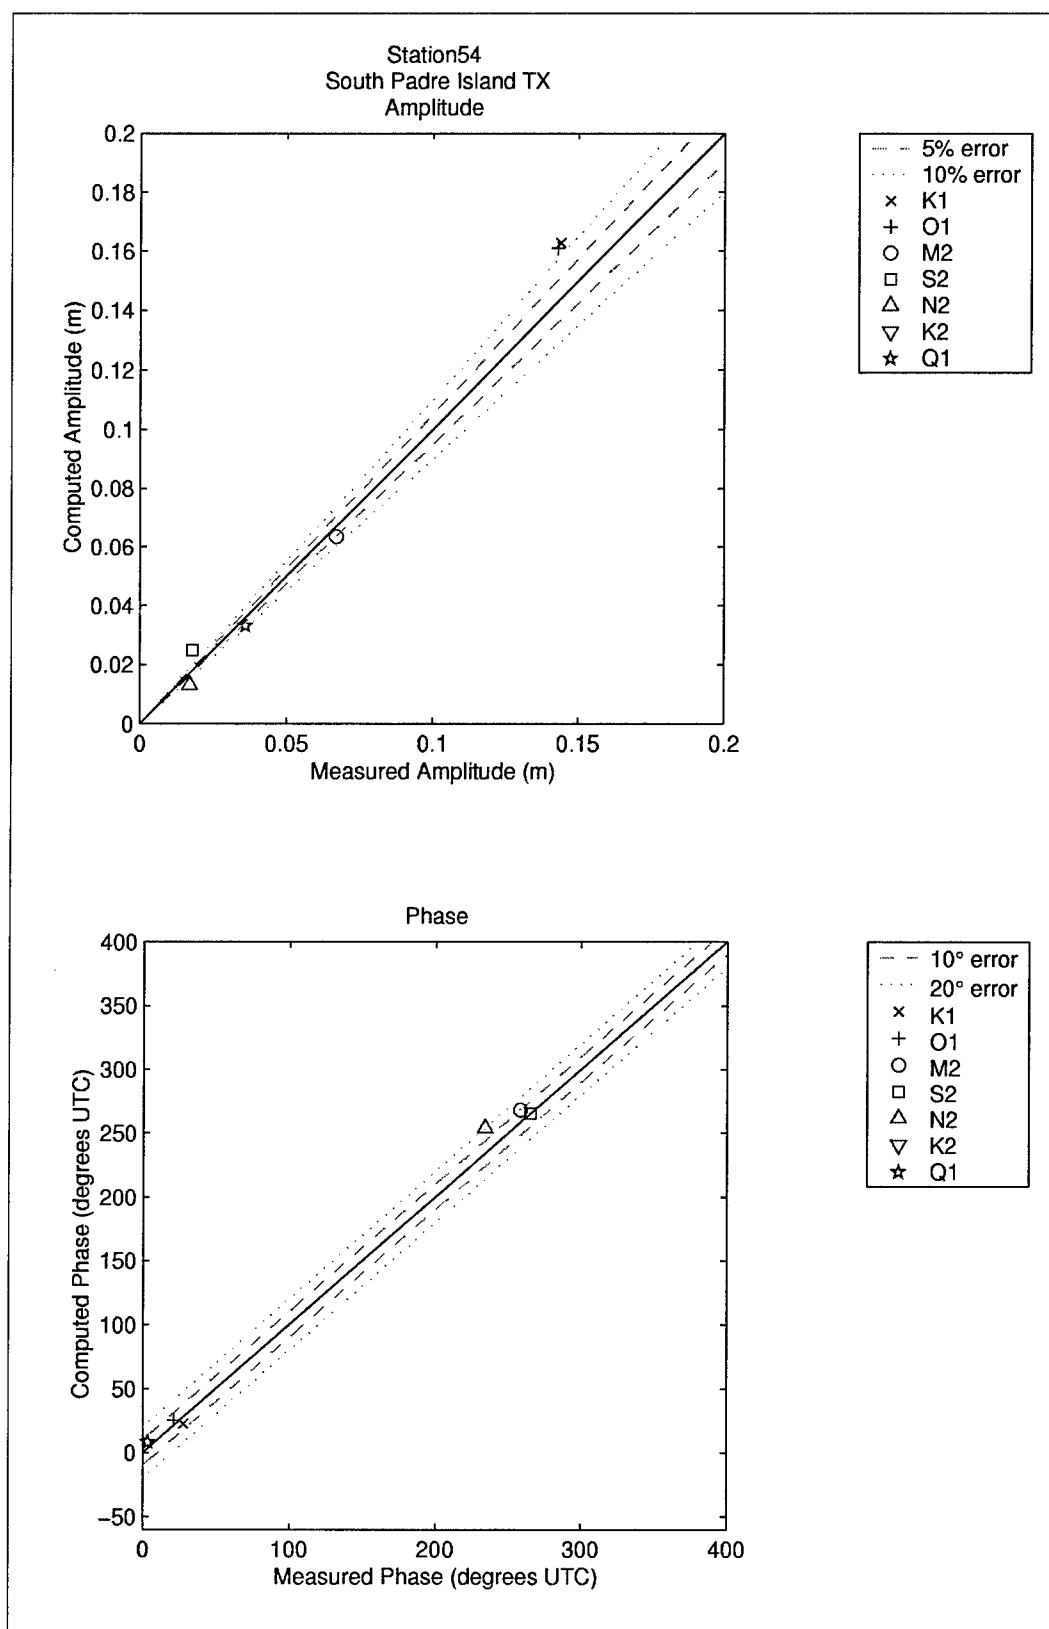 Station54
South Padre Island TX
Amplitude
0.2
0.18
0.16
0.14
0.12
0.1
0.08
0.06
0.04
0.02
0
Computed Amplitude (m)
0 0.05 0.1 0.15 0.2
Measured Amplitude (m)
5% error
10% error
K1
O1
M2
S2
N2
K2
Q1
Phase
400
350
300
250
200
150
100
50
0
−50
Computed Phase (degrees UTC)
0 100 200 300 400
Measured Phase (degrees UTC)
10° error
20° error
K1
O1
M2
S2
N2
K2
Q1